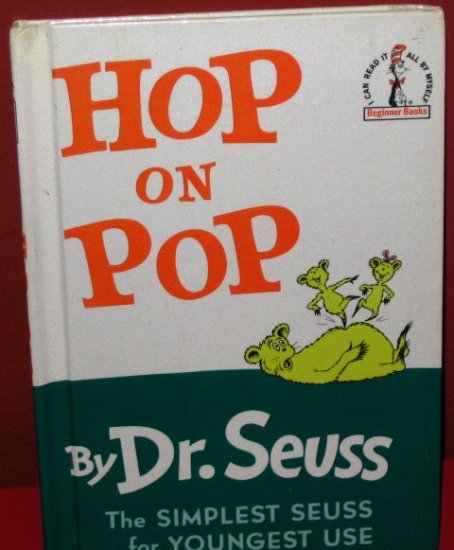 HOP
ON
POP
I CAN READ IT ALL BY MYSELF
Beginner Books
By Dr. Seuss
The SIMPLEST SEUSS
for YOUNGEST USE